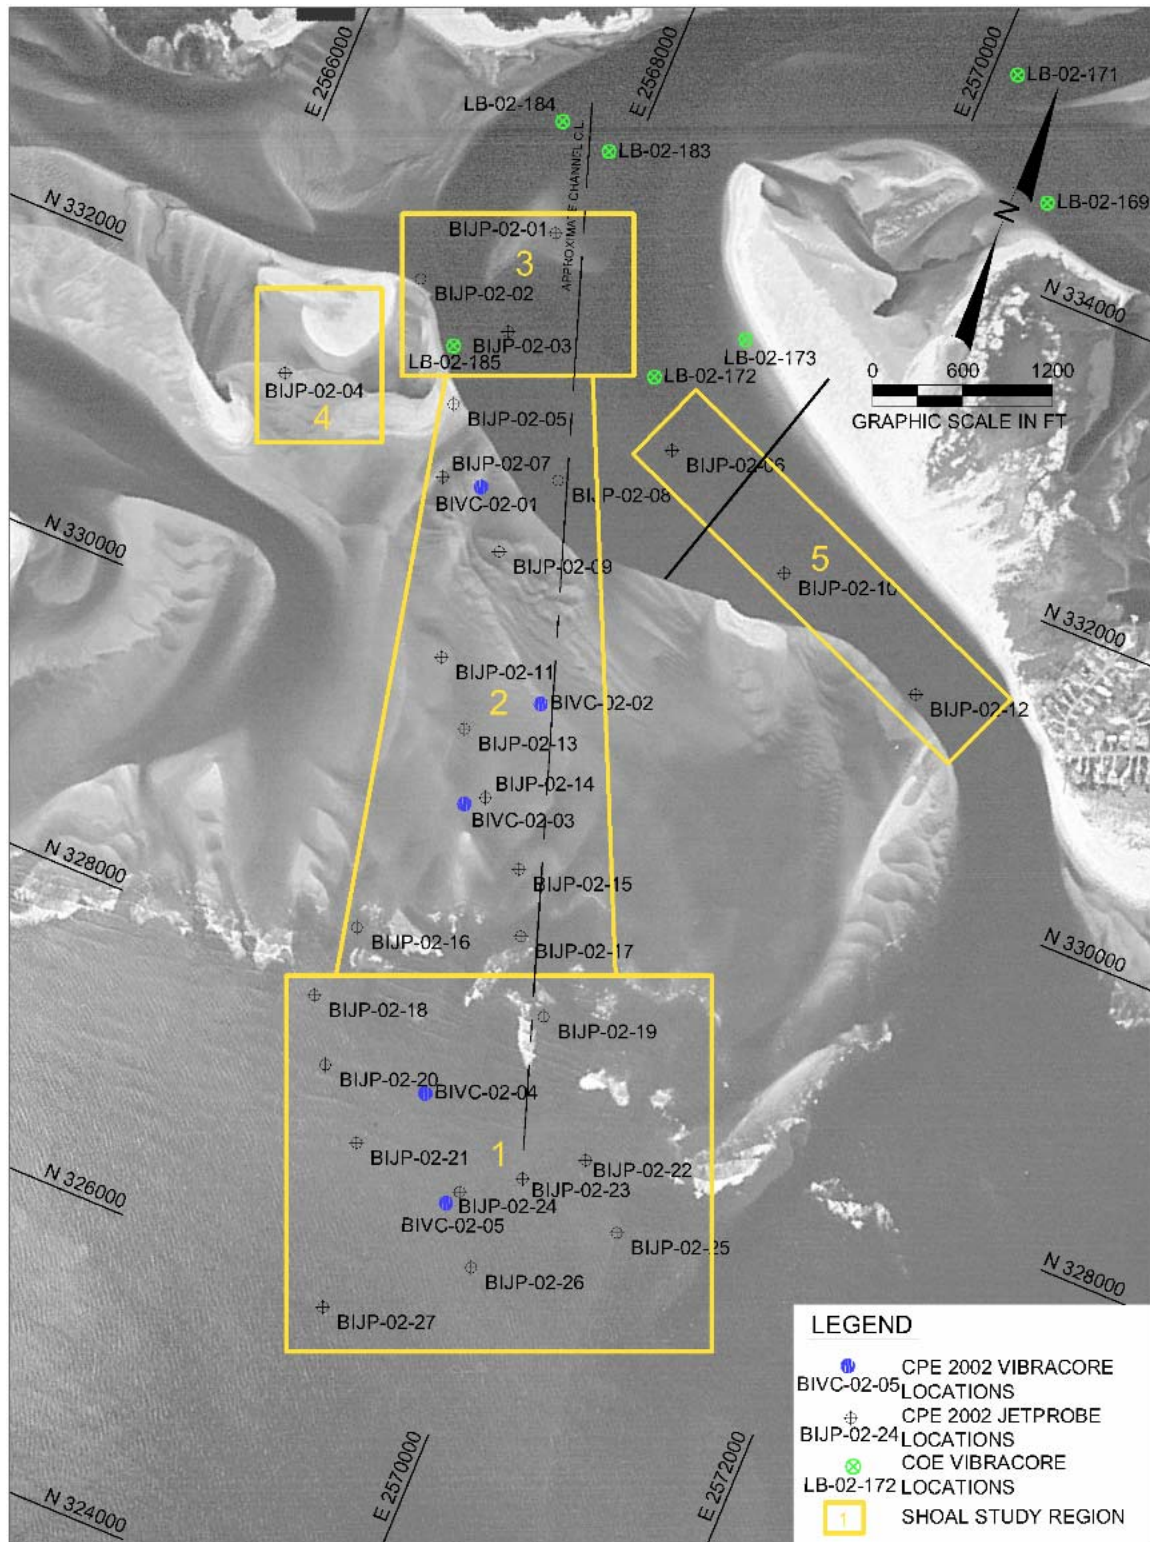 E 2566000
E 2568000
E 2570000
LB-02-171
LB-02-184
LB-02-183
APPROXIMATE CHANNEL C.L.
N 332000
LB-02-169
N
BIJP-02-01
3
BIJP-02-02
N 334000
BIJP-02-03
LB-02-185
LB-02-173
LB-02-172
0 600 1200
GRAPHIC SCALE IN FT
BIJP-02-04
4
BIJP-02-05
BIJP-02-06
BIJP-02-07
BIJP-02-08
BIVC-02-01
N 330000
BIJP-02-09
5
BIJP-02-10
N 332000
BIJP-02-11
2
BIVC-02-02
BIJP-02-12
BIJP-02-13
BIJP-02-14
BIVC-02-03
N 328000
BIJP-02-15
BIJP-02-16
BIJP-02-17
N 330000
BIJP-02-18
BIJP-02-19
BIJP-02-20
BIVC-02-04
BIJP-02-21
1
BIJP-02-22
N 326000
BIJP-02-23
BIJP-02-24
BIVC-02-05
BIJP-02-25
BIJP-02-26
N 328000
BIJP-02-27
LEGEND
BIVC-02-05
CPE 2002 VIBRACORE
LOCATIONS
BIJP-02-24
CPE 2002 JETPROBE
LOCATIONS
LB-02-172
COE VIBRACORE
LOCATIONS
1
SHOAL STUDY REGION
N 324000
E 2570000
E 2572000